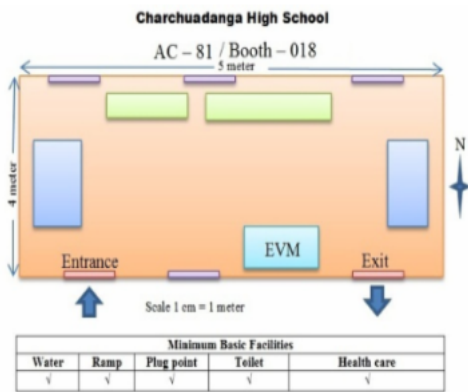 Charchuadanga High School
AC – 81 / Booth – 018
5 meter
4 meter
N
EVM
Entrance
Exit
Scale 1 cm = 1 meter
Minimum Basic Facilities
Water Ramp Plug point Toilet Health care
√ √ √ √ √